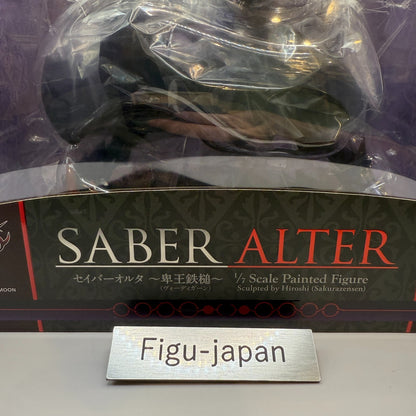 SABER ALTER
セイバーオルタ 〜卑王鉄槌〜 1/7 Scale Painted Figure
(ヴォーティガーン) Sculpted by Hiroshi (Sakurazensen)
MOON
Figu-japan